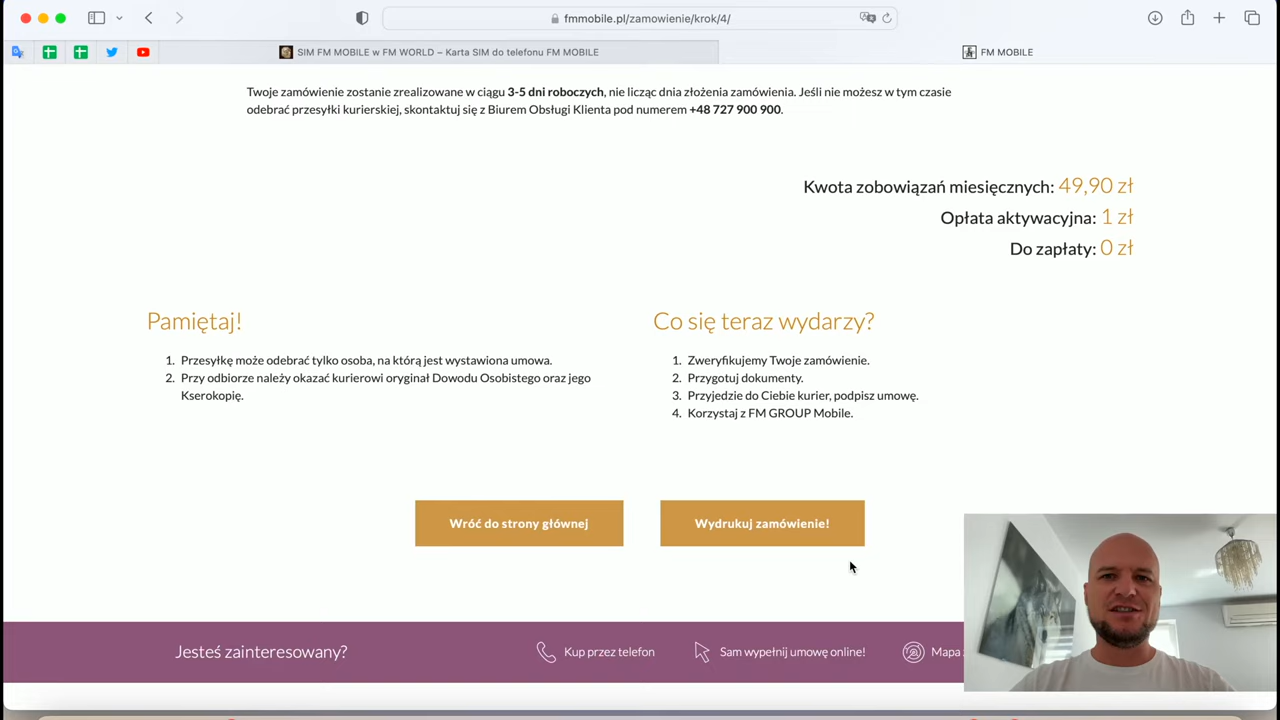 fmmobile.pl/zamowienie/krok/4/
SIM FM MOBILE w FM WORLD – Karta SIM do telefonu FM MOBILE
FM MOBILE
Twoje zamówienie zostanie zrealizowane w ciągu 3-5 dni roboczych, nie licząc dnia złożenia zamówienia. Jeśli nie możesz w tym czasie
odebrać przesyłki kurierskiej, skontaktuj się z Biurem Obsługi Klienta pod numerem +48 727 900 900.
Kwota zobowiązań miesięcznych: 49,90 zł
Opłata aktywacyjna: 1 zł
Do zapłaty: 0 zł
Pamiętaj!
1. Przesyłkę może odebrać tylko osoba, na którą jest wystawiona umowa.
2. Przy odbiorze należy okazać kurierowi oryginał Dowodu Osobistego oraz jego
Kserokopię.
Co się teraz wydarzy?
1. Zweryfikujemy Twoje zamówienie.
2. Przygotuj dokumenty.
3. Przyjedzie do Ciebie kurier, podpisz umowę.
4. Korzystaj z FM GROUP Mobile.
Wróć do strony głównej
Wydrukuj zamówienie!
Jesteś zainteresowany?
Kup przez telefon
Sam wypełnij umowę online!
Mapa